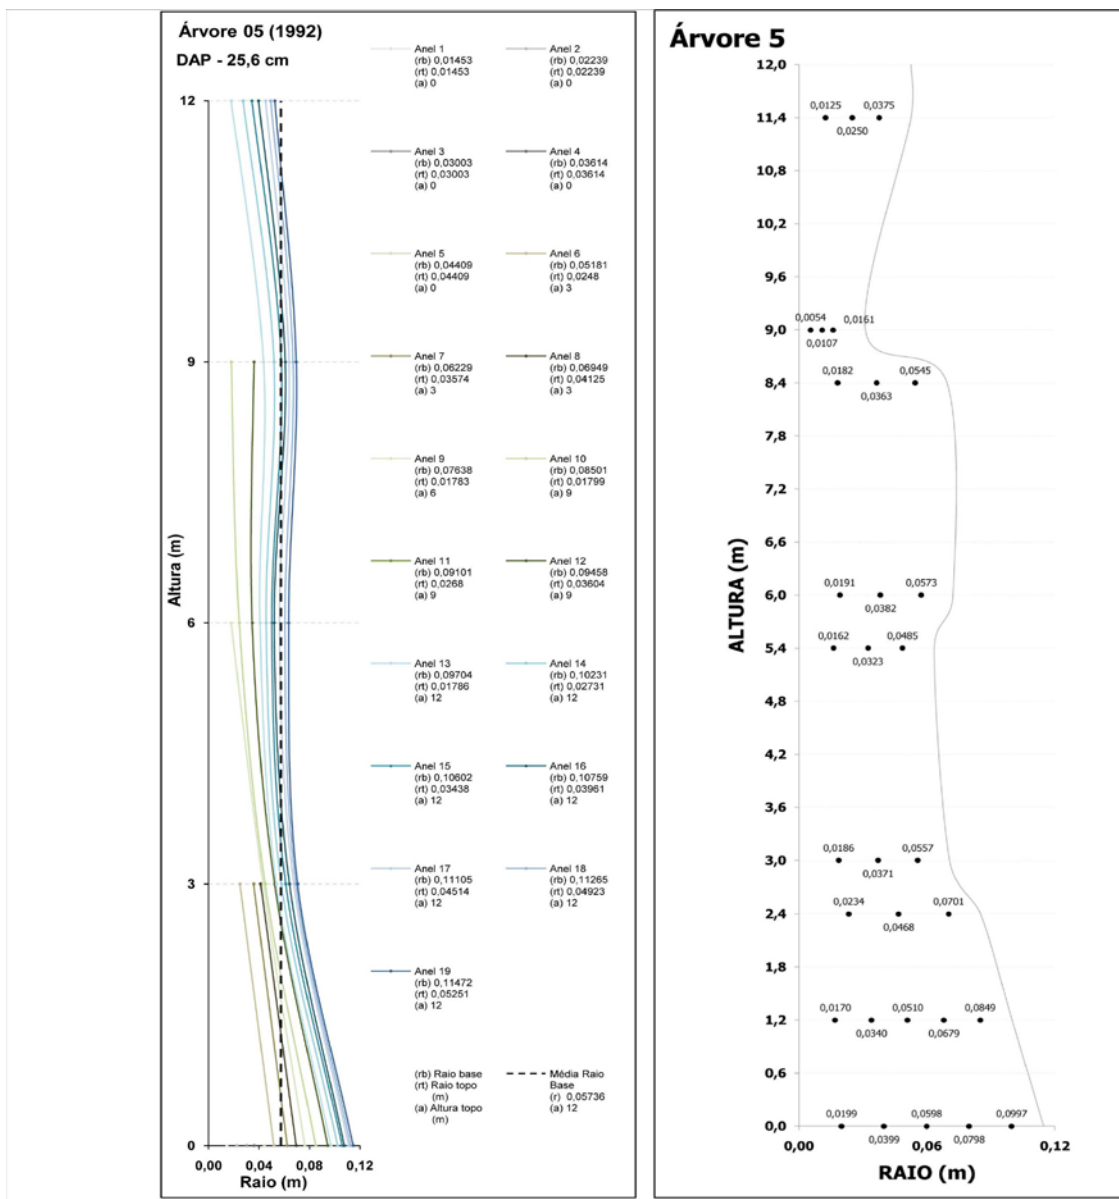 Árvore 05 (1992)
DAP - 25,6 cm
Anel 1
(rb) 0,01453
(rt) 0,01453
(a) 0
Anel 2
(rb) 0,02239
(rt) 0,02239
(a) 0
Anel 3
(rb) 0,03003
(rt) 0,03003
(a) 0
Anel 4
(rb) 0,03614
(rt) 0,03614
(a) 0
Anel 5
(rb) 0,04409
(rt) 0,04409
(a) 0
Anel 6
(rb) 0,05181
(rt) 0,0248
(a) 3
Anel 7
(rb) 0,06229
(rt) 0,03574
(a) 3
Anel 8
(rb) 0,06949
(rt) 0,04125
(a) 3
Anel 9
(rb) 0,07638
(rt) 0,01783
(a) 6
Anel 10
(rb) 0,08501
(rt) 0,01799
(a) 9
Anel 11
(rb) 0,09101
(rt) 0,0268
(a) 9
Anel 12
(rb) 0,09458
(rt) 0,03604
(a) 9
Anel 13
(rb) 0,09704
(rt) 0,01786
(a) 12
Anel 14
(rb) 0,10231
(rt) 0,02731
(a) 12
Anel 15
(rb) 0,10602
(rt) 0,03438
(a) 12
Anel 16
(rb) 0,10759
(rt) 0,03961
(a) 12
Anel 17
(rb) 0,11105
(rt) 0,04514
(a) 12
Anel 18
(rb) 0,11265
(rt) 0,04923
(a) 12
Anel 19
(rb) 0,11472
(rt) 0,05251
(a) 12
(rb) Raio base
(rt) Raio topo
(m)
(a) Altura topo
(m)
Média Raio
Base
(r) 0,05736
(a) 12
12
9
6
3
0
Altura (m)
0,00 0,04 0,08 0,12
Raio (m)
Árvore 5
12,0
11,4
10,8
10,2
9,6
9,0
8,4
7,8
7,2
6,6
6,0
5,4
4,8
4,2
3,6
3,0
2,4
1,8
1,2
0,6
0,0
ALTURA (m)
0,0125 0,0375
0,0250
0,0054 0,0161
0,0107
0,0182 0,0545
0,0363
0,0191 0,0573
0,0382
0,0162 0,0485
0,0323
0,0186 0,0557
0,0371
0,0234 0,0701
0,0468
0,0170 0,0510 0,0849
0,0340 0,0679
0,0199 0,0598 0,0997
0,0399 0,0798
0,00 0,06 0,12
RAIO (m)